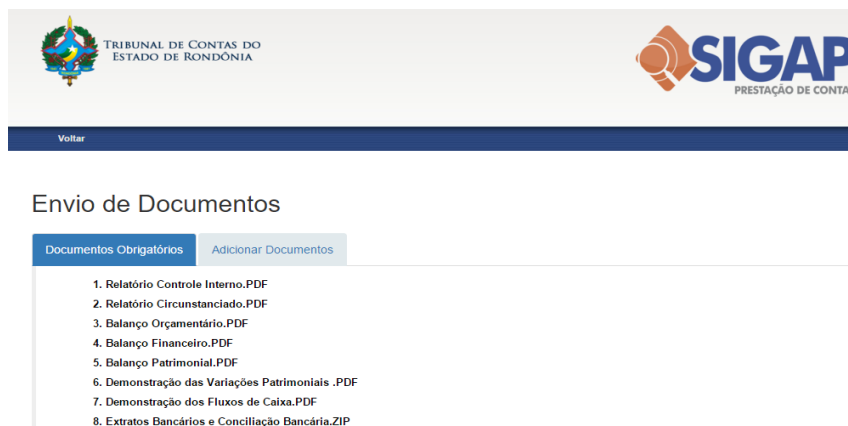 TRIBUNAL DE CONTAS DO
ESTADO DE RONDÔNIA
SIGAP
PRESTAÇÃO DE CONTA
Voltar
Envio de Documentos
Documentos Obrigatórios
Adicionar Documentos
1. Relatório Controle Interno.PDF
2. Relatório Circunstanciado.PDF
3. Balanço Orçamentário.PDF
4. Balanço Financeiro.PDF
5. Balanço Patrimonial.PDF
6. Demonstração das Variações Patrimoniais .PDF
7. Demonstração dos Fluxos de Caixa.PDF
8. Extratos Bancários e Conciliação Bancária.ZIP